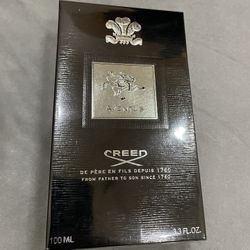 AVENTUS
CREED
DE PÈRE EN FILS DEPUIS 1760
FROM FATHER TO SON SINCE 1760
100 ML
3.3 FL.OZ.